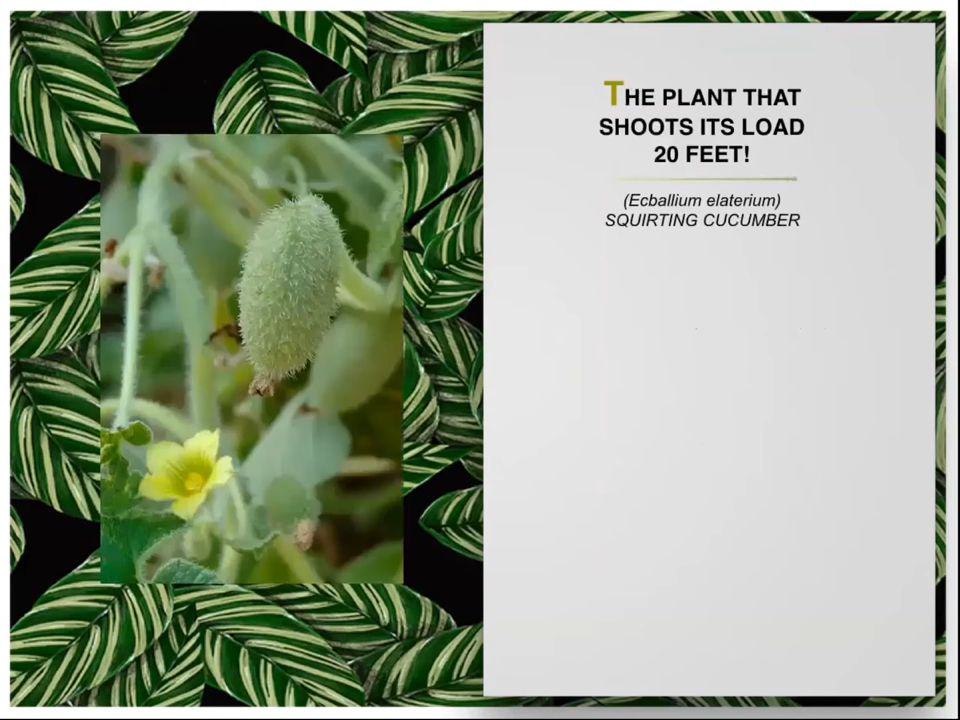 THE PLANT THAT
SHOOTS ITS LOAD
20 FEET!
(Ecballium elaterium)
SQUIRTING CUCUMBER